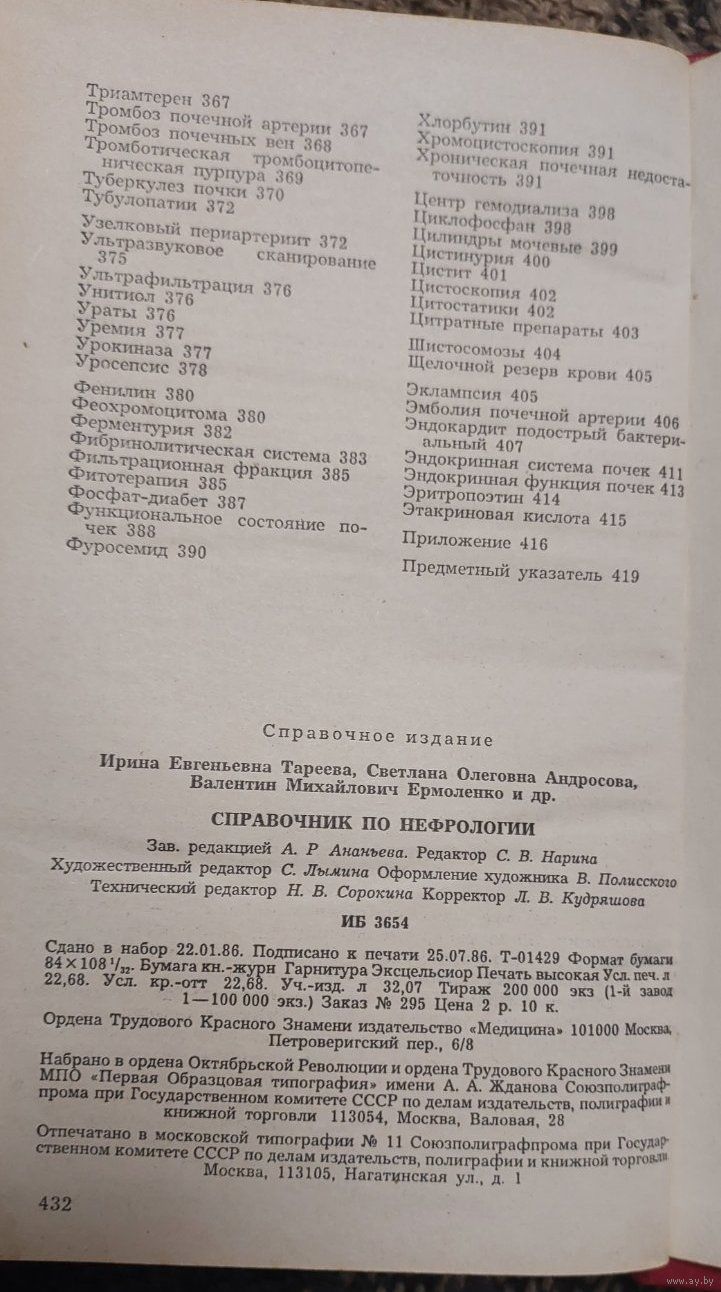 Триамтерен 367
Тромбоз почечной артерии 367
Тромбоз почечных вен 368
Тромботическая тромбоцитопе-
ническая пурпура 369
Туберкулез почки 370
Тубулопатии 372
Узелковый периартериит 372
Ультразвуковое сканирование
375
Ультрафильтрация 376
Унитиол 376
Ураты 376
Уремия 377
Урокиназа 377
Уросепсис 378
Фенилин 380
Феохромоцитома 380
Ферментурия 382
Фибринолитическая система 383
Фильтрационная фракция 385
Фитотерапия 385
Фосфат-диабет 387
Функциональное состояние по-
чек 388
Фуросемид 390
Хлорбутин 391
Хромоцистоскопия 391
Хроническая почечная недоста-
точность 391
Центр гемодиализа 398
Циклофосфан 398
Цилиндры мочевые 399
Цистинурия 400
Цистит 401
Цистоскопия 402
Цитостатики 402
Цитратные препараты 403
Шистосомозы 404
Щелочной резерв крови 405
Эклампсия 405
Эмболия почечной артерии 406
Эндокардит подострый бактери-
альный 407
Эндокринная система почек 411
Эндокринная функция почек 413
Эритропоэтин 414
Этакриновая кислота 415
Приложение 416
Предметный указатель 419
Справочное издание
Ирина Евгеньевна Тареева, Светлана Олеговна Андросова,
Валентин Михайлович Ермоленко и др.
СПРАВОЧНИК ПО НЕФРОЛОГИИ
Зав. редакцией А. Р Ананьева. Редактор С. В. Нарина
Художественный редактор С. Лымина Оформление художника В. Полисского
Технический редактор Н. В. Сорокина Корректор Л. В. Кудряшова
ИБ 3654
Сдано в набор 22.01.86. Подписано к печати 25.07.86. Т-01429 Формат бумаги
84×108 1/32. Бумага кн.-журн Гарнитура Эксцельсиор Печать высокая Усл. печ. л
22,68. Усл. кр.-отт 22,68. Уч.-изд. л 32,07 Тираж 200 000 экз (1-й завод
1—100 000 экз.) Заказ № 295 Цена 2 р. 10 к.
Ордена Трудового Красного Знамени издательство «Медицина» 101000 Москва,
Петроверигский пер., 6/8
Набрано в ордена Октябрьской Революции и ордена Трудового Красного Знамени
МПО «Первая Образцовая типография» имени А. А. Жданова Союзполиграф-
прома при Государственном комитете СССР по делам издательств, полиграфии и
книжной торговли 113054, Москва, Валовая, 28
Отпечатано в московской типографии № 11 Союзполиграфпрома при Государ-
ственном комитете СССР по делам издательств, полиграфии и книжной торговли.
Москва, 113105, Нагатинская ул., д. 1
432
www.ay.by